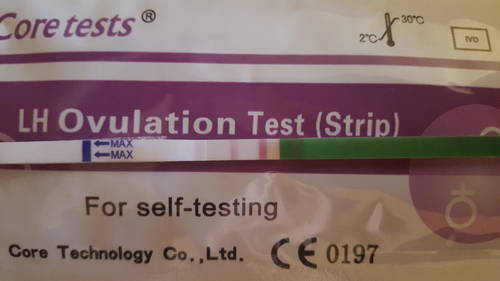 Core tests ®
2°C 30°C
IVD
LH Ovulation Test (Strip)
MAX
MAX
For self-testing
Core Technology Co.,Ltd. CE 0197